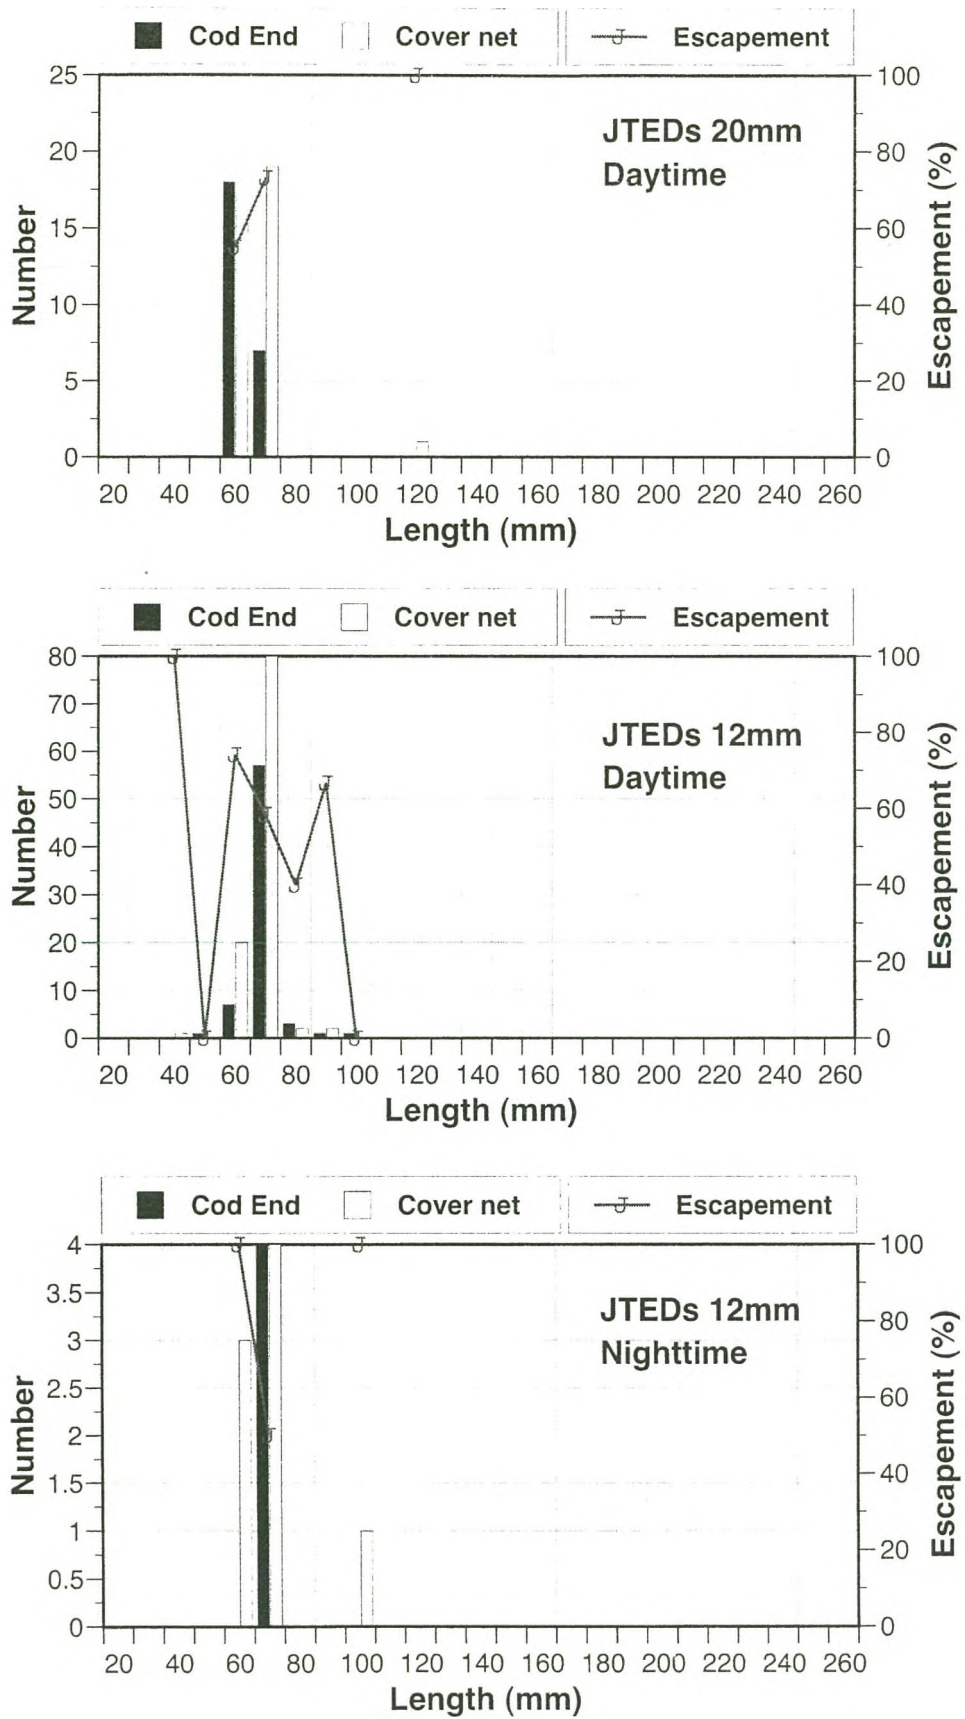 Cod End Cover net Escapement
25 100
JTEDs 20mm
Daytime
20 80
15 60
10 40
5 20
0 0
Number
Escapement (%)
20 40 60 80 100 120 140 160 180 200 220 240 260
Length (mm)
Cod End Cover net Escapement
80 100
70
JTEDs 12mm
Daytime
60 80
50 60
40
30 40
20 20
10
0 0
Number
Escapement (%)
20 40 60 80 100 120 140 160 180 200 220 240 260
Length (mm)
Cod End Cover net Escapement
4 100
3.5
JTEDs 12mm
Nighttime
3 80
2.5 60
2
1.5 40
1 20
0.5
0 0
Number
Escapement (%)
20 40 60 80 100 120 140 160 180 200 220 240 260
Length (mm)